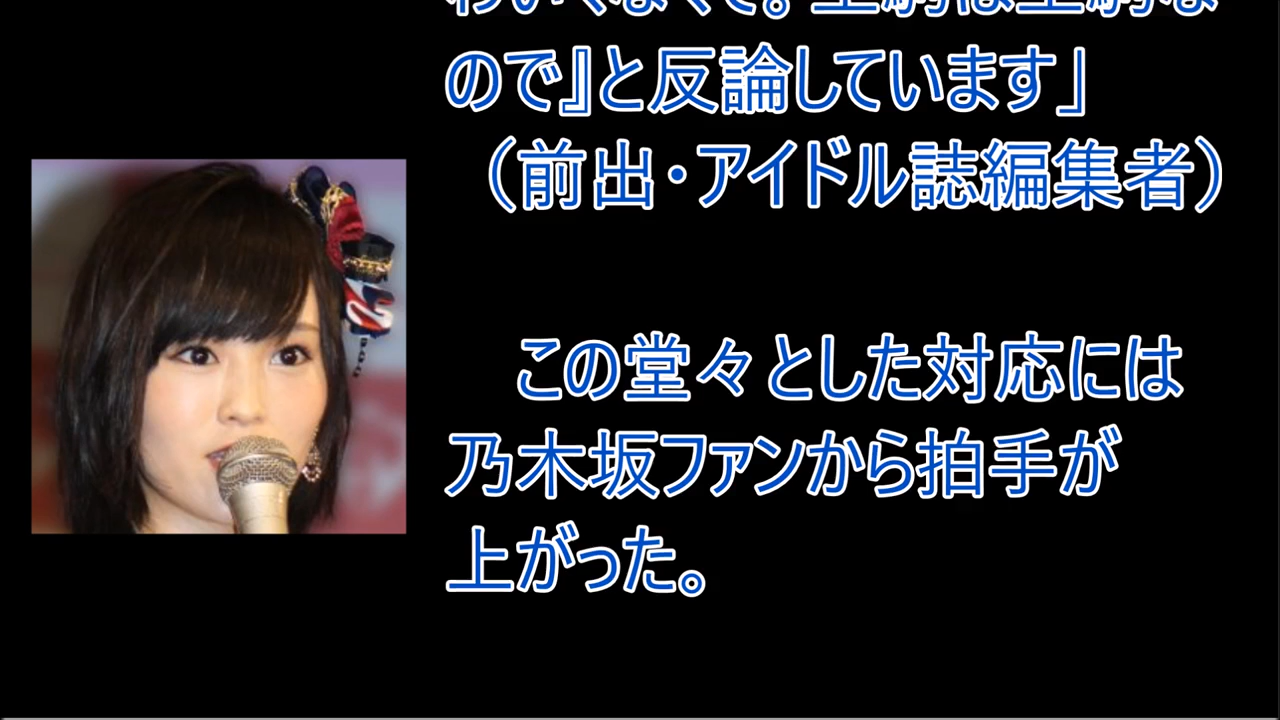 ので』と反論しています」
（前出・アイドル誌編集者）
この堂々とした対応には
乃木坂ファンから拍手が
上がった。